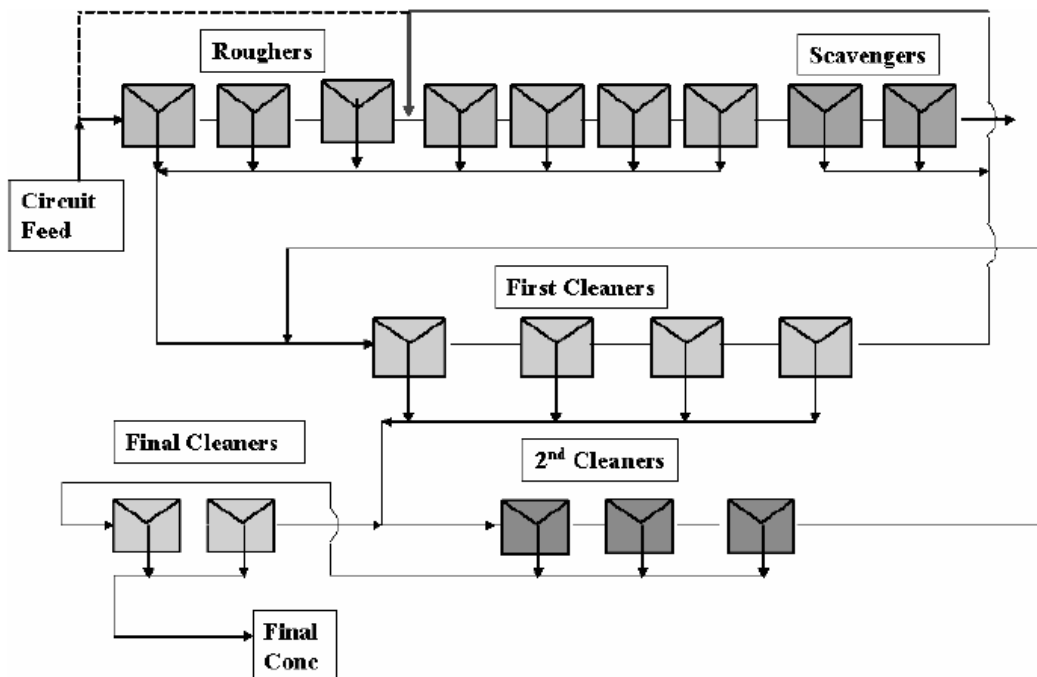 Roughers
Scavengers
Circuit
Feed
First Cleaners
Final Cleaners
2nd Cleaners
Final
Conc